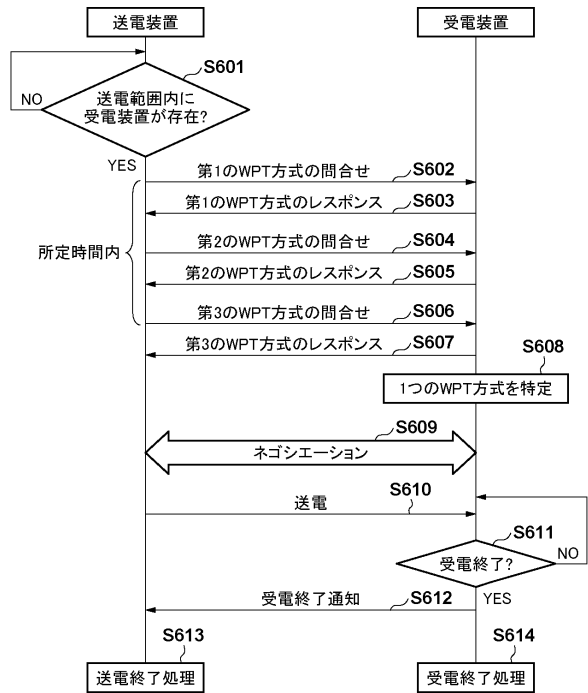 送電装置
受電装置
S601
送電範囲内に
受電装置が存在?
NO
YES
第1のWPT方式の問合せ
S602
第1のWPT方式のレスポンス
S603
所定時間内
第2のWPT方式の問合せ
S604
第2のWPT方式のレスポンス
S605
第3のWPT方式の問合せ
S606
第3のWPT方式のレスポンス
S607
S608
1つのWPT方式を特定
S609
ネゴシエーション
送電
S610
S611
受電終了?
NO
YES
受電終了通知
S612
S613
送電終了処理
S614
受電終了処理